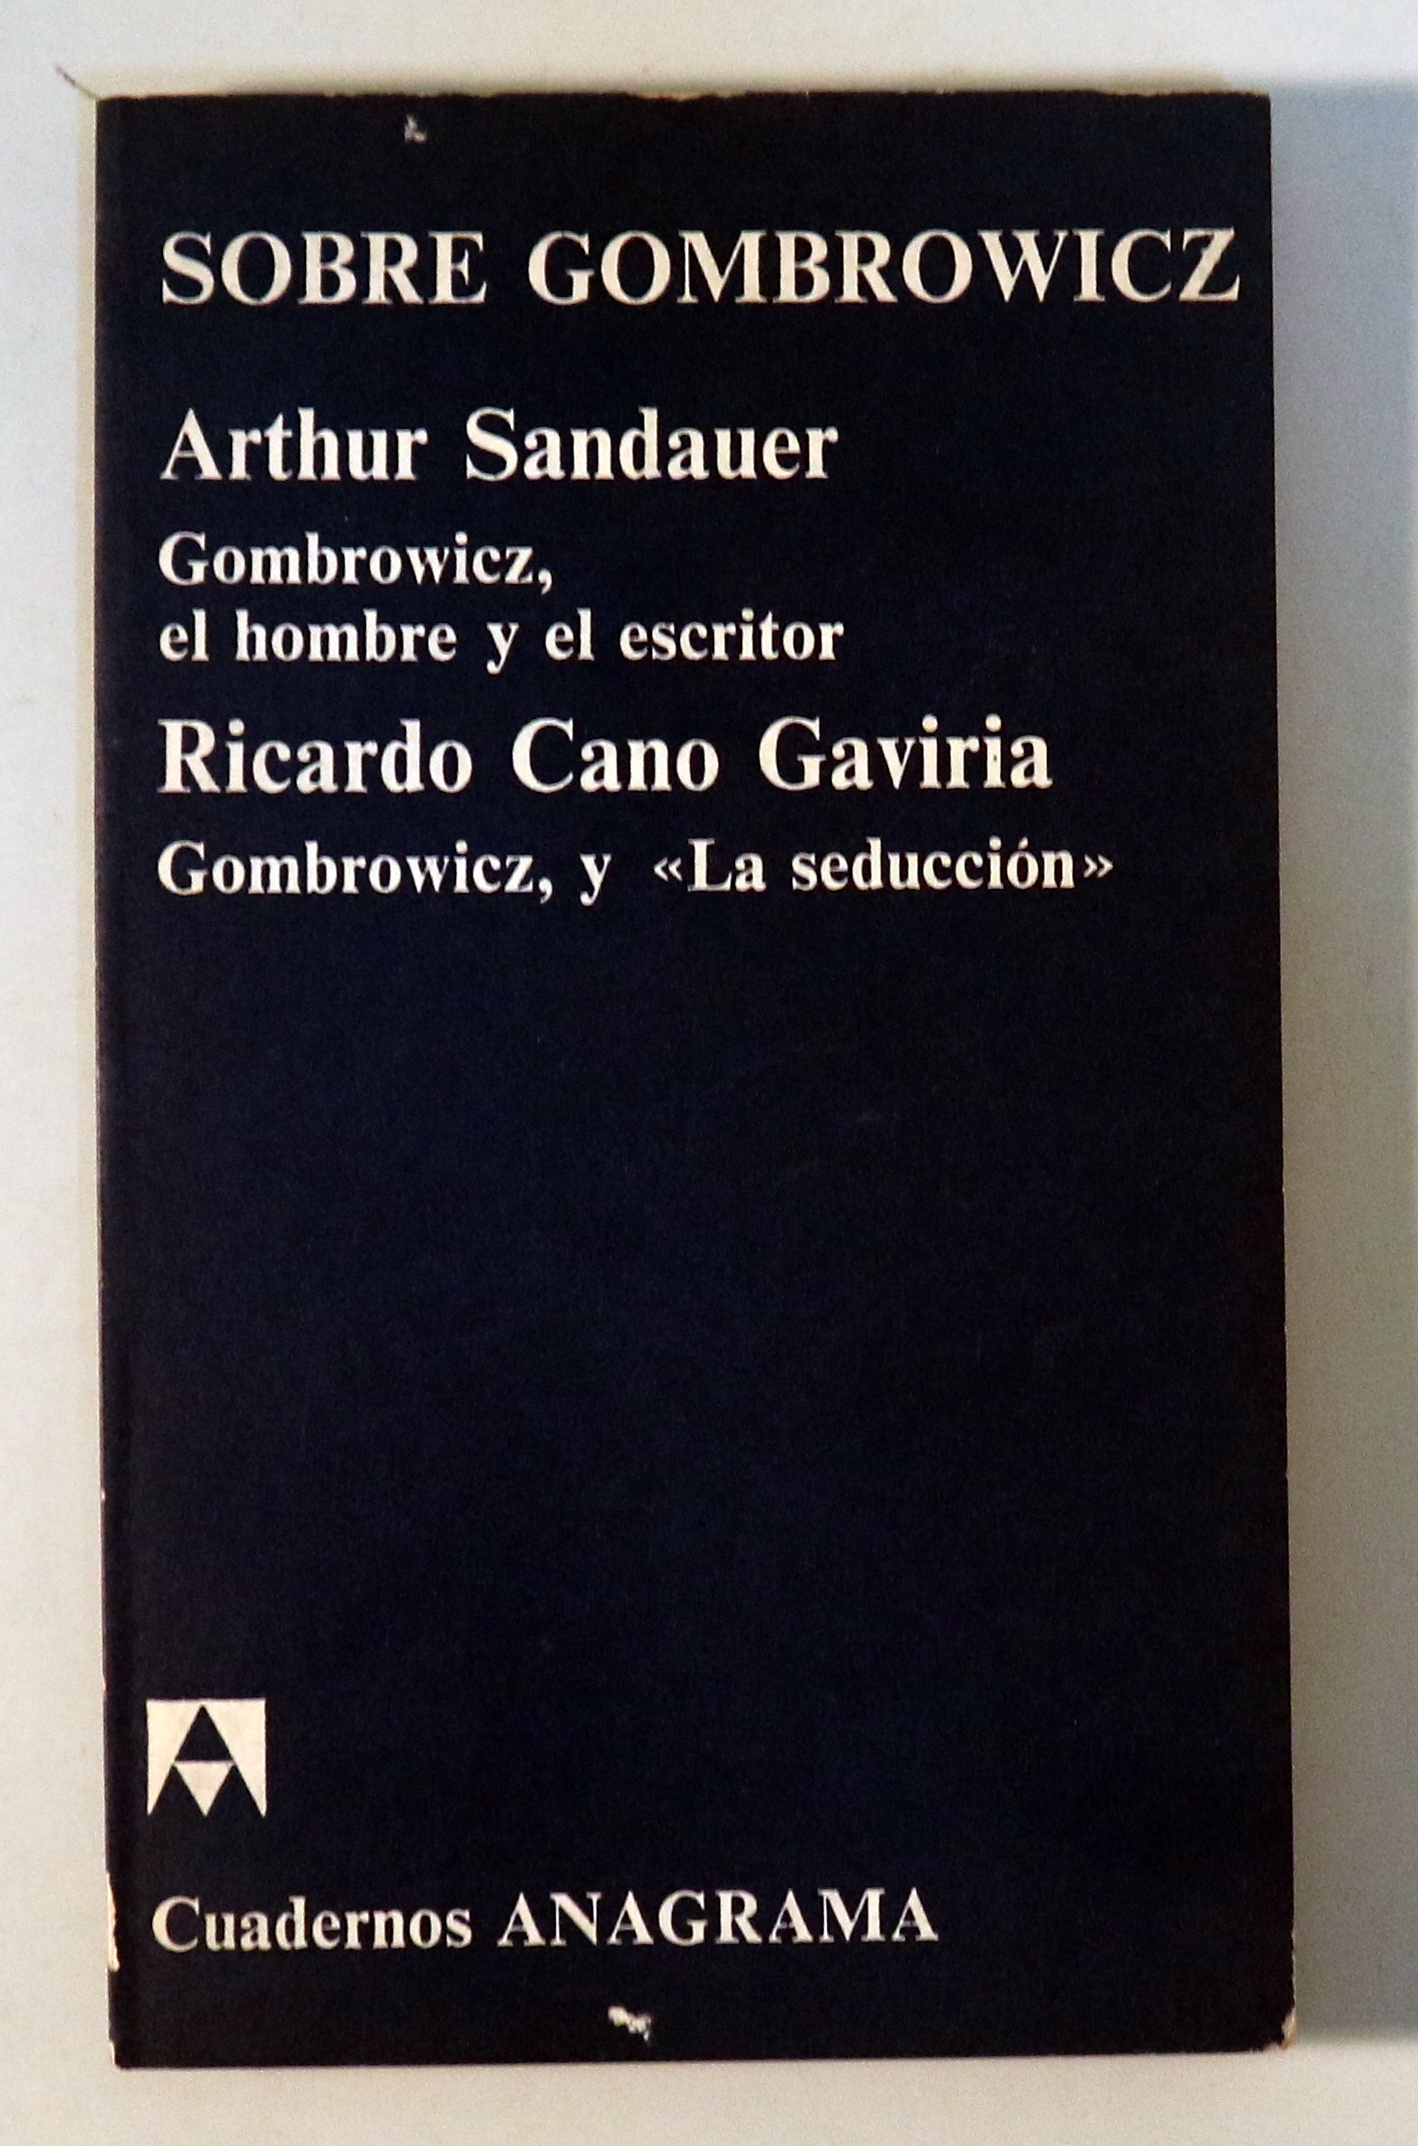 SOBRE GOMBROWICZ
Arthur Sandauer
Gombrowicz,
el hombre y el escritor
Ricardo Cano Gaviria
Gombrowicz, y «La seducción»
Cuadernos ANAGRAMA